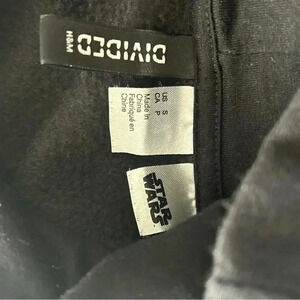 DIVIDED
H&M
US S
CA P
Made in
China
Fabriqué en
Chine
STAR
WARS